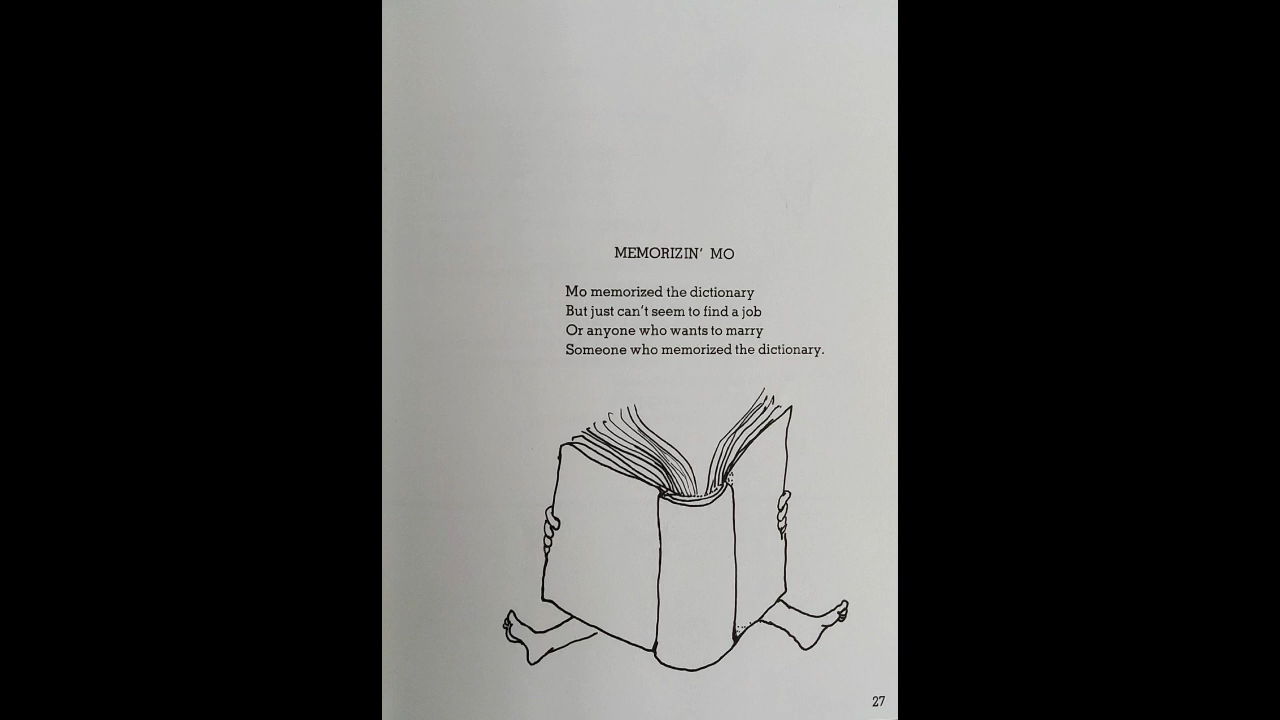 MEMORIZIN' MO
Mo memorized the dictionary
But just can't seem to find a job
Or anyone who wants to marry
Someone who memorized the dictionary.
27